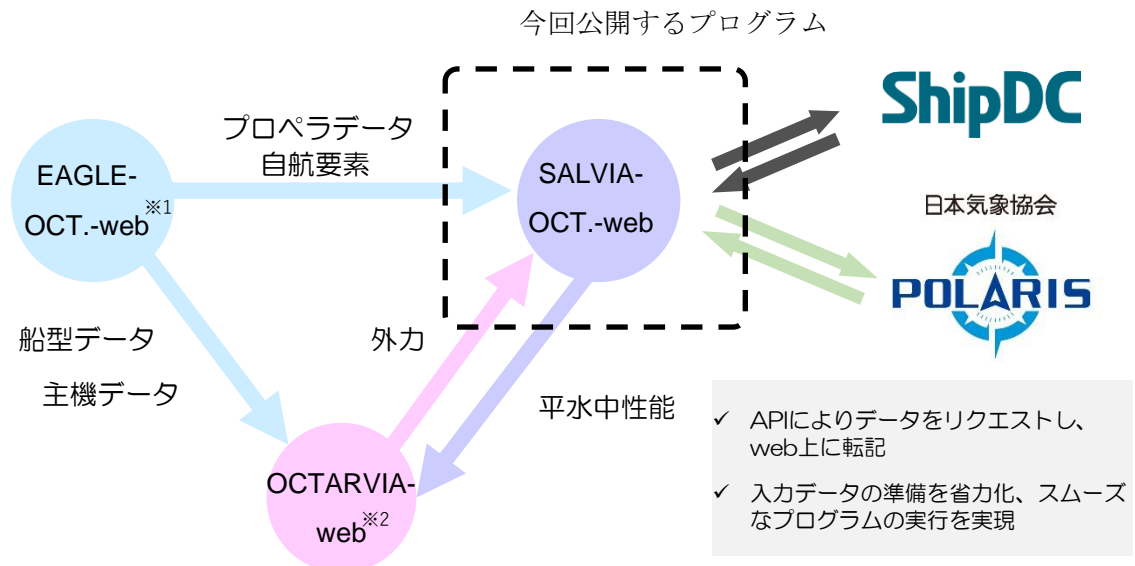 今回公開するプログラム
ShipDC
プロペラデータ
自航要素
EAGLE-
OCT.-web※1
SALVIA-
OCT.-web
日本気象協会
POLARIS
船型データ
主機データ
外力
平水中性能
OCTARVIA-
web※2
✓ APIによりデータをリクエストし、
web上に転記
✓ 入力データの準備を省力化、スムーズ
なプログラムの実行を実現